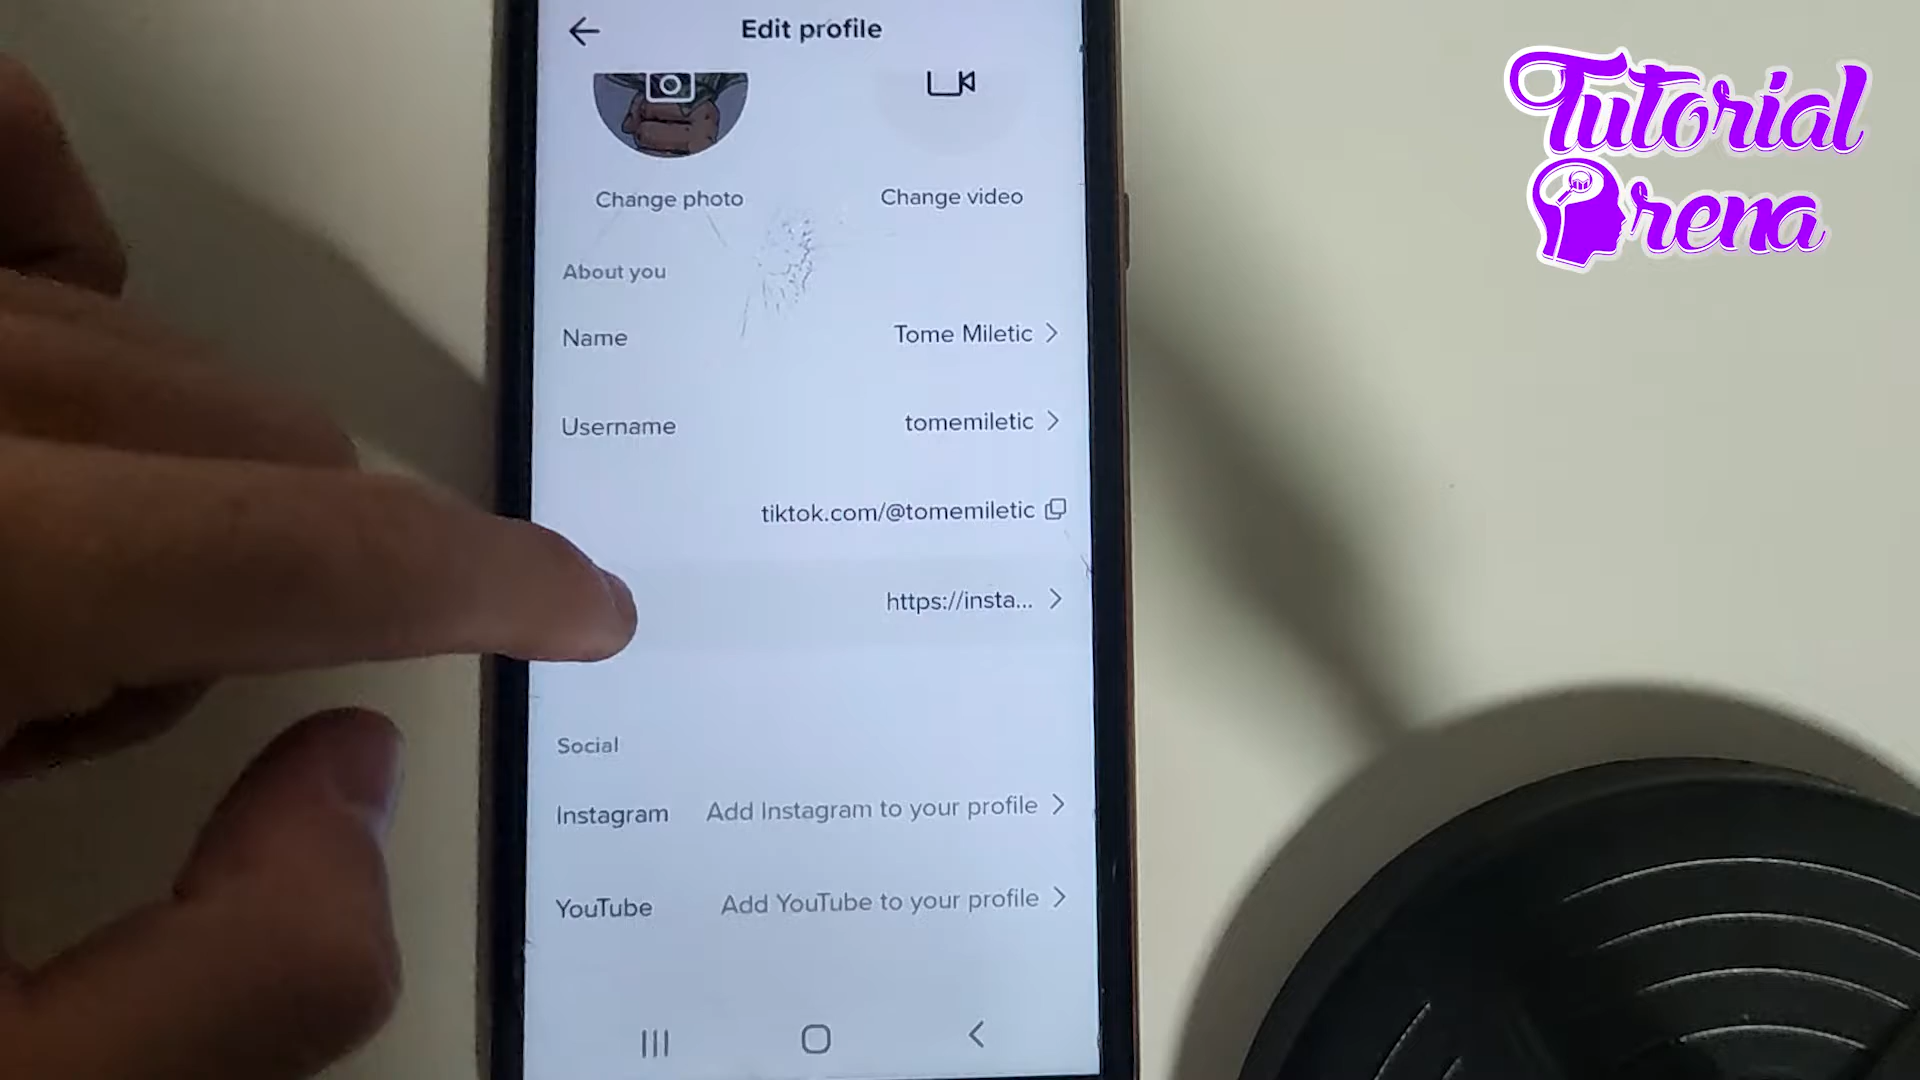 Edit profile
Change photo
Change video
About you
Name
Tome Miletic
Username
tomemiletic
tiktok.com/@tomemiletic
https://insta...
Social
Instagram
Add Instagram to your profile
YouTube
Add YouTube to your profile
Tutorial
Arena